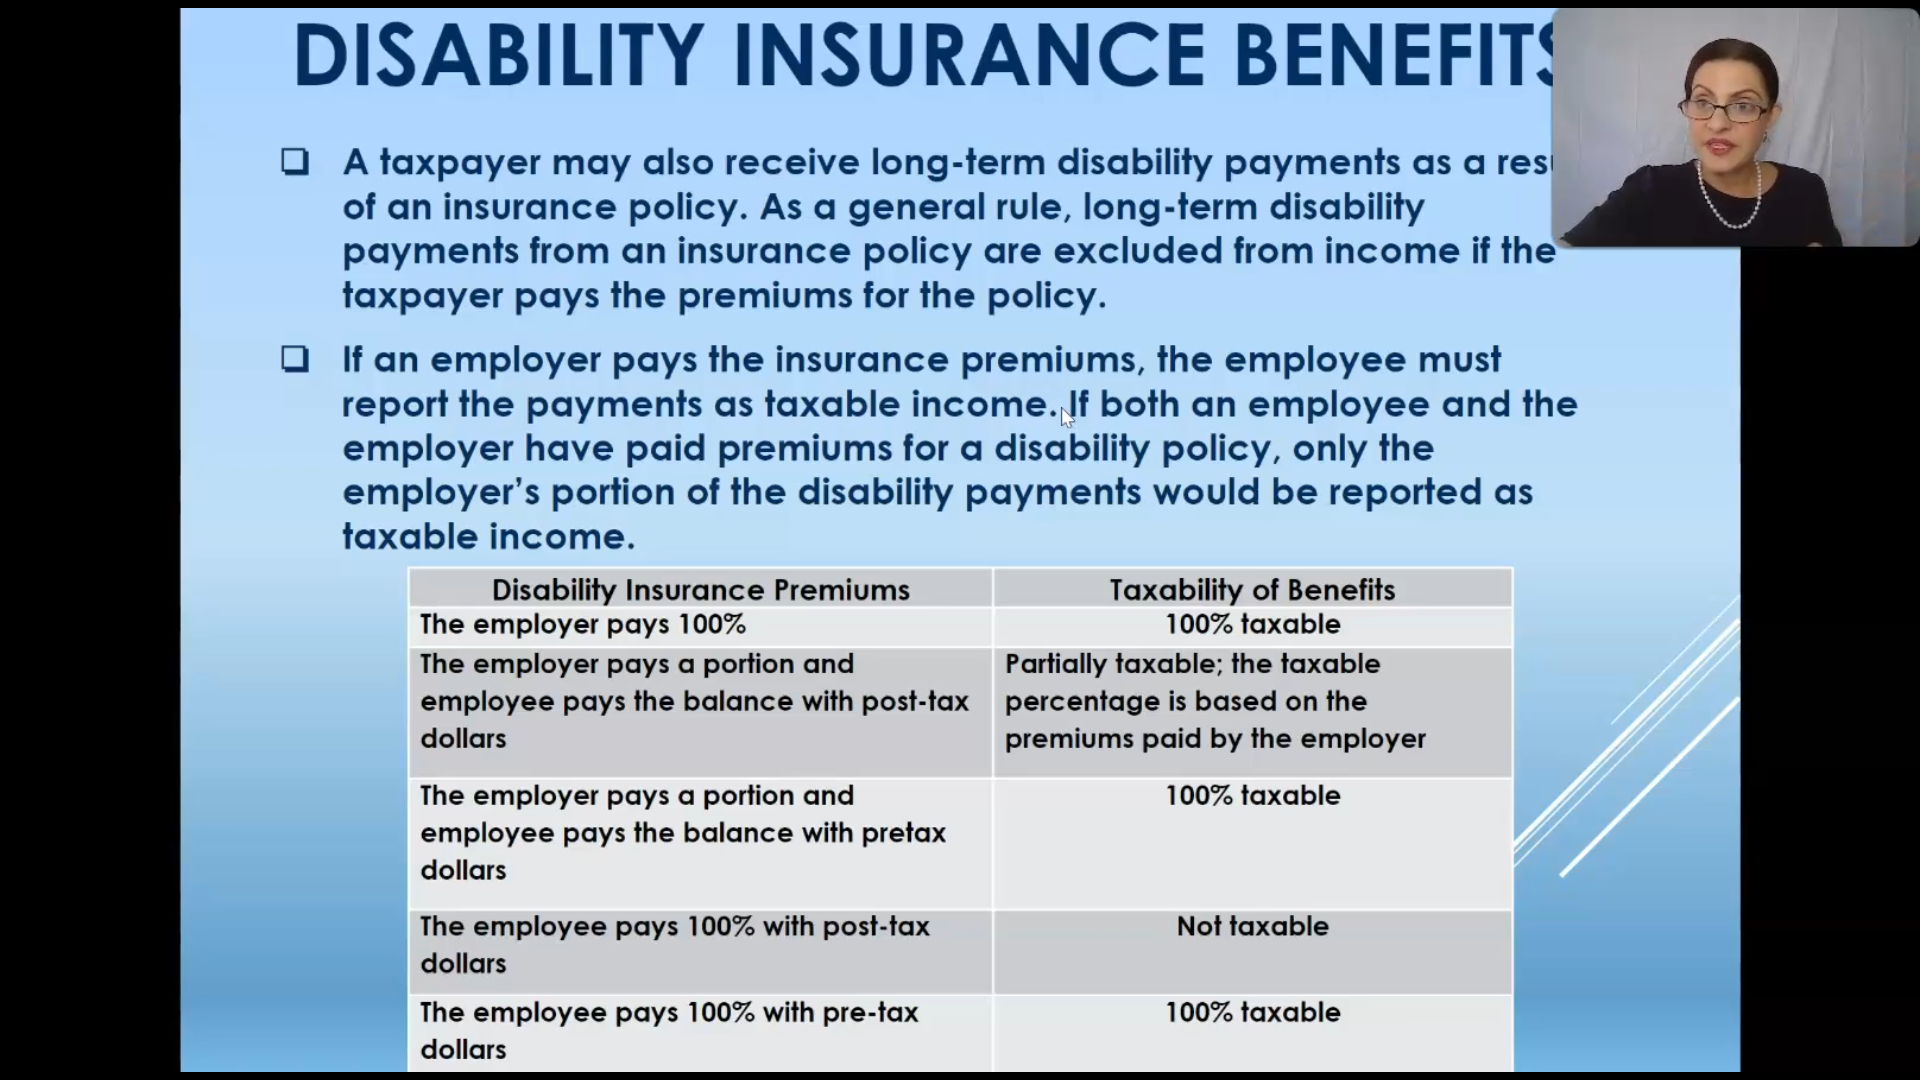 DISABILITY INSURANCE BENEFITS
❑ A taxpayer may also receive long-term disability payments as a
of an insurance policy. As a general rule, long-term disability
payments from an insurance policy are excluded from income if the
taxpayer pays the premiums for the policy.
❑ If an employer pays the insurance premiums, the employee must
report the payments as taxable income. If both an employee and the
employer have paid premiums for a disability policy, only the
employer’s portion of the disability payments would be reported as
taxable income.
Disability Insurance Premiums
Taxability of Benefits
The employer pays 100%
100% taxable
The employer pays a portion and
employee pays the balance with post-tax
dollars
Partially taxable; the taxable
percentage is based on the
premiums paid by the employer
The employer pays a portion and
employee pays the balance with pretax
dollars
100% taxable
The employee pays 100% with post-tax
dollars
Not taxable
The employee pays 100% with pre-tax
dollars
100% taxable